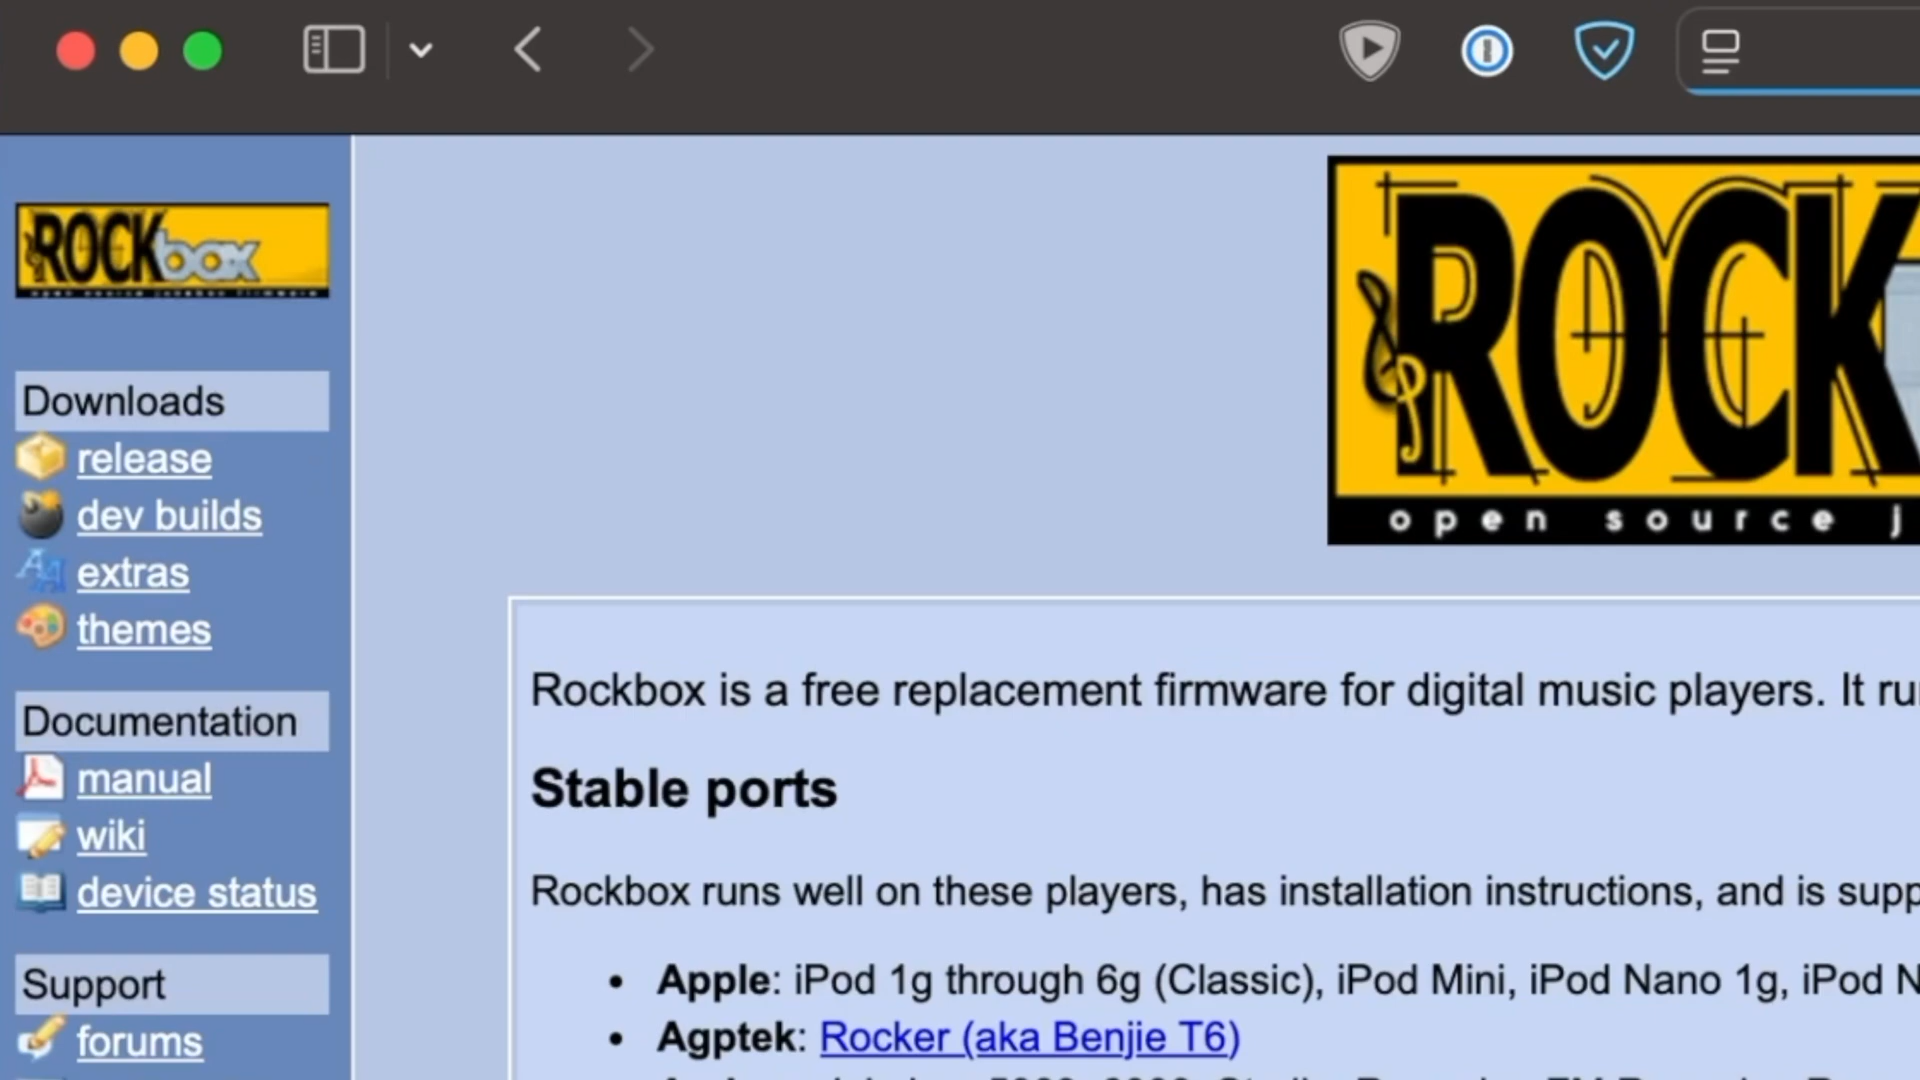 ROCKbox
Downloads
release
dev builds
extras
themes
Documentation
manual
wiki
device status
Support
forums
ROCK
open source j
Rockbox is a free replacement firmware for digital music players. It ru
Stable ports
Rockbox runs well on these players, has installation instructions, and is supp
• Apple: iPod 1g through 6g (Classic), iPod Mini, iPod Nano 1g, iPod N
• Agptek: Rocker (aka Benjie T6)